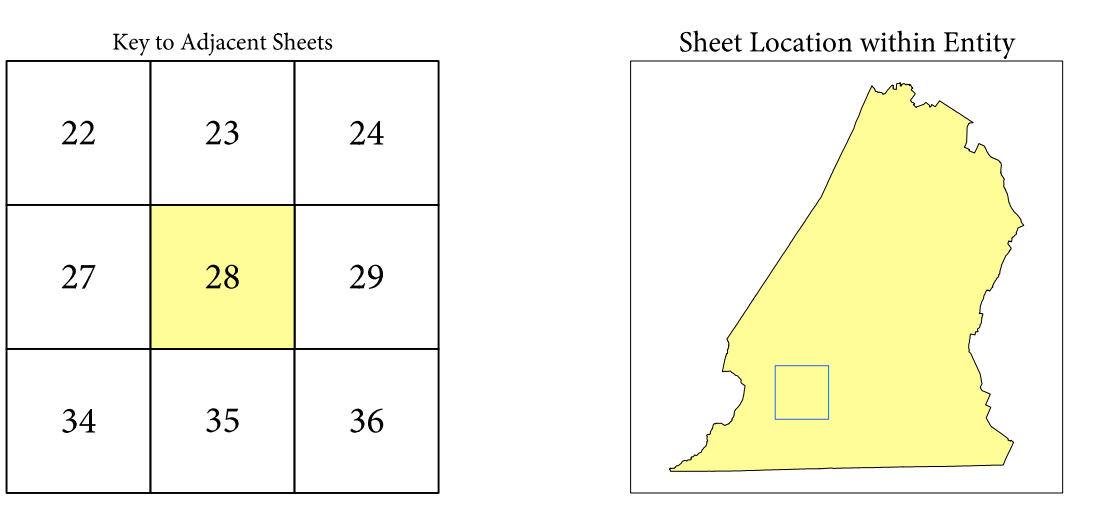 Key to Adjacent Sheets
Sheet Location within Entity
22 23 24
27 28 29
34 35 36